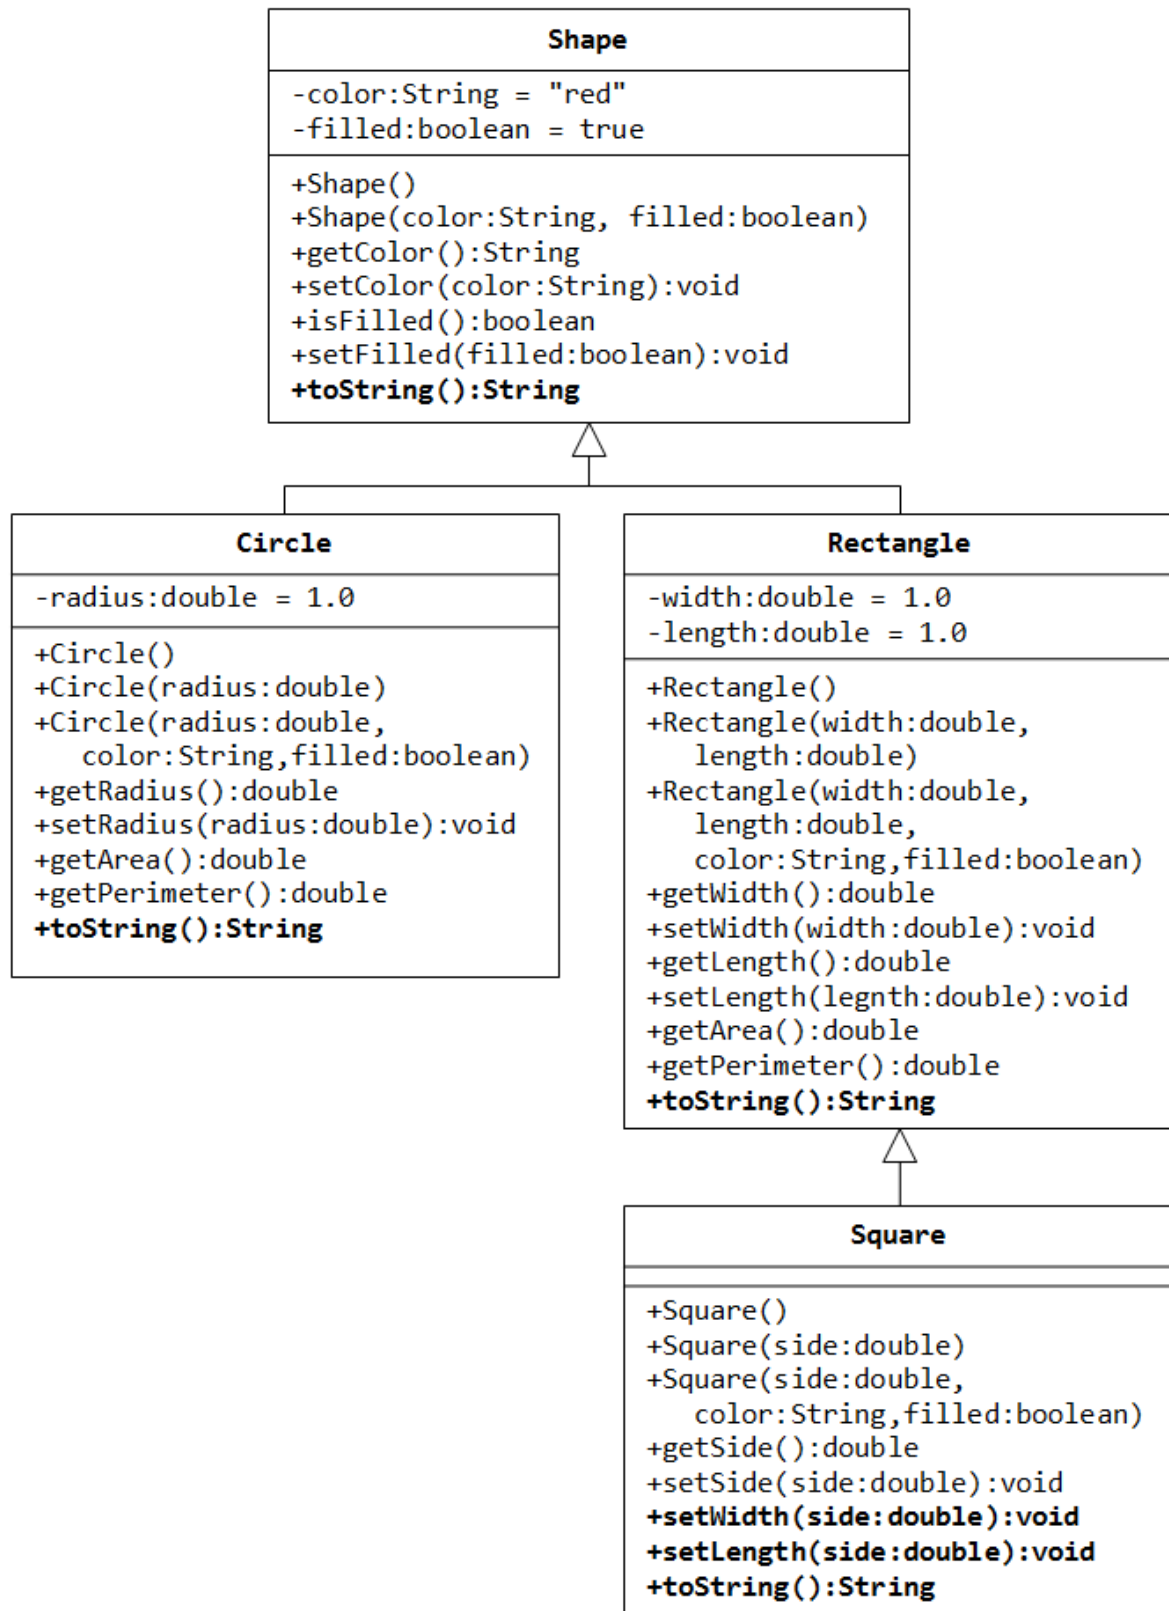 Shape
-color:String = "red"
-filled:boolean = true
+Shape()
+Shape(color:String, filled:boolean)
+getColor():String
+setColor(color:String):void
+isFilled():boolean
+setFilled(filled:boolean):void
+toString():String
Circle
-radius:double = 1.0
+Circle()
+Circle(radius:double)
+Circle(radius:double,
color:String,filled:boolean)
+getRadius():double
+setRadius(radius:double):void
+getArea():double
+getPerimeter():double
+toString():String
Rectangle
-width:double = 1.0
-length:double = 1.0
+Rectangle()
+Rectangle(width:double,
length:double)
+Rectangle(width:double,
length:double,
color:String,filled:boolean)
+getWidth():double
+setWidth(width:double):void
+getLength():double
+setLength(legnth:double):void
+getArea():double
+getPerimeter():double
+toString():String
Square
+Square()
+Square(side:double)
+Square(side:double,
color:String,filled:boolean)
+getSide():double
+setSide(side:double):void
+setWidth(side:double):void
+setLength(side:double):void
+toString():String